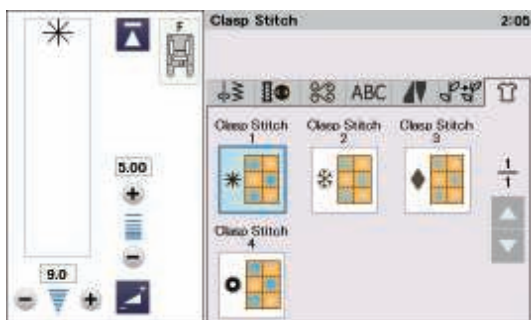 F
5.00
9.0
Clasp Stitch
2:05
ABC
Clasp Stitch
1
Clasp Stitch
2
Clasp Stitch
3
1
1
Clasp Stitch
4